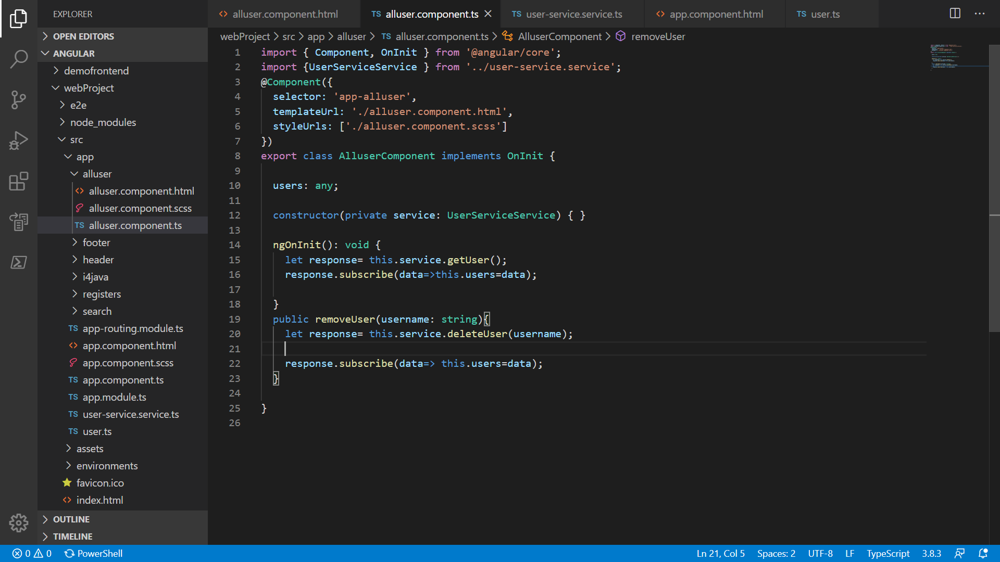 EXPLORER
OPEN EDITORS
ANGULAR
demofrontend
webProject
e2e
node_modules
src
app
alluser
alluser.component.html
alluser.component.scss
TS alluser.component.ts
footer
header
i4java
registers
search
TS app-routing.module.ts
app.component.html
app.component.scss
TS app.component.ts
TS app.module.ts
TS user-service.service.ts
TS user.ts
assets
environments
favicon.ico
index.html
OUTLINE
TIMELINE
alluser.component.html TS alluser.component.ts TS user-service.service.ts app.component.html TS user.ts
webProject > src > app > alluser > TS alluser.component.ts > AlluserComponent > removeUser
1 import { Component, OnInit } from '@angular/core';
2 import {UserServiceService } from '../user-service.service';
3 @Component({
4 selector: 'app-alluser',
5 templateUrl: './alluser.component.html',
6 styleUrls: ['./alluser.component.scss']
7 })
8 export class AlluserComponent implements OnInit {
9
10 users: any;
11
12 constructor(private service: UserServiceService) { }
13
14 ngOnInit(): void {
15 let response= this.service.getUser();
16 response.subscribe(data=>this.users=data);
17
18 }
19 public removeUser(username: string){
20 let response= this.service.deleteUser(username);
21
22 response.subscribe(data=> this.users=data);
23 }
24
25 }
26
0 0 PowerShell Ln 21, Col 5 Spaces: 2 UTF-8 LF TypeScript 3.8.3